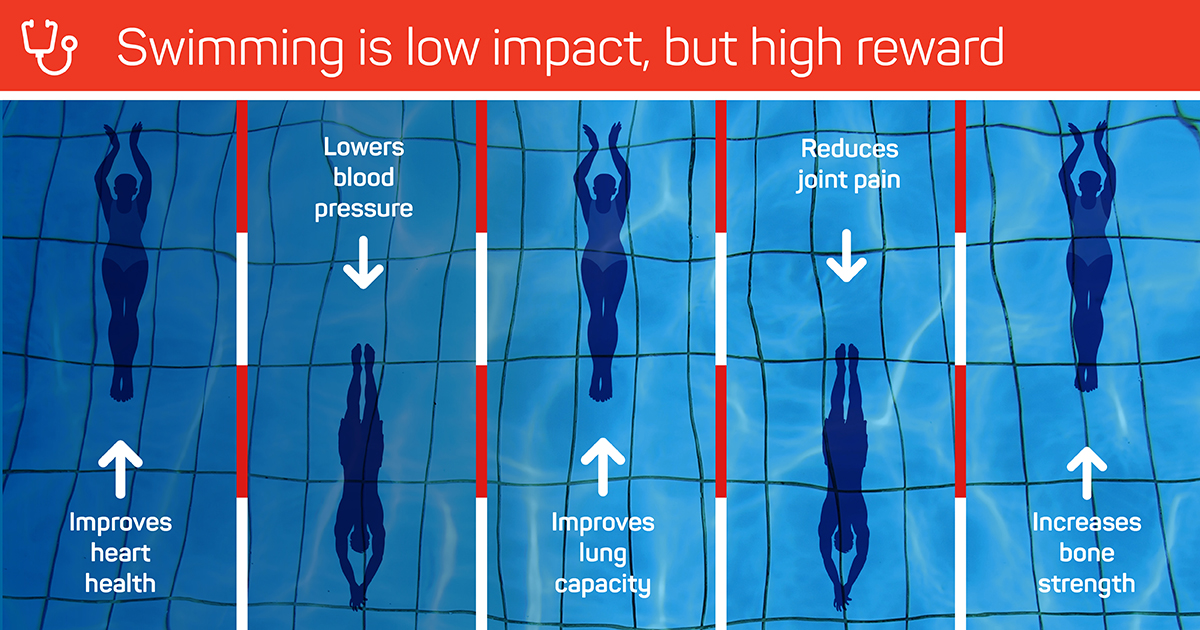 Swimming is low impact, but high reward
Improves
heart
health
Lowers
blood
pressure
Improves
lung
capacity
Reduces
joint pain
Increases
bone
strength